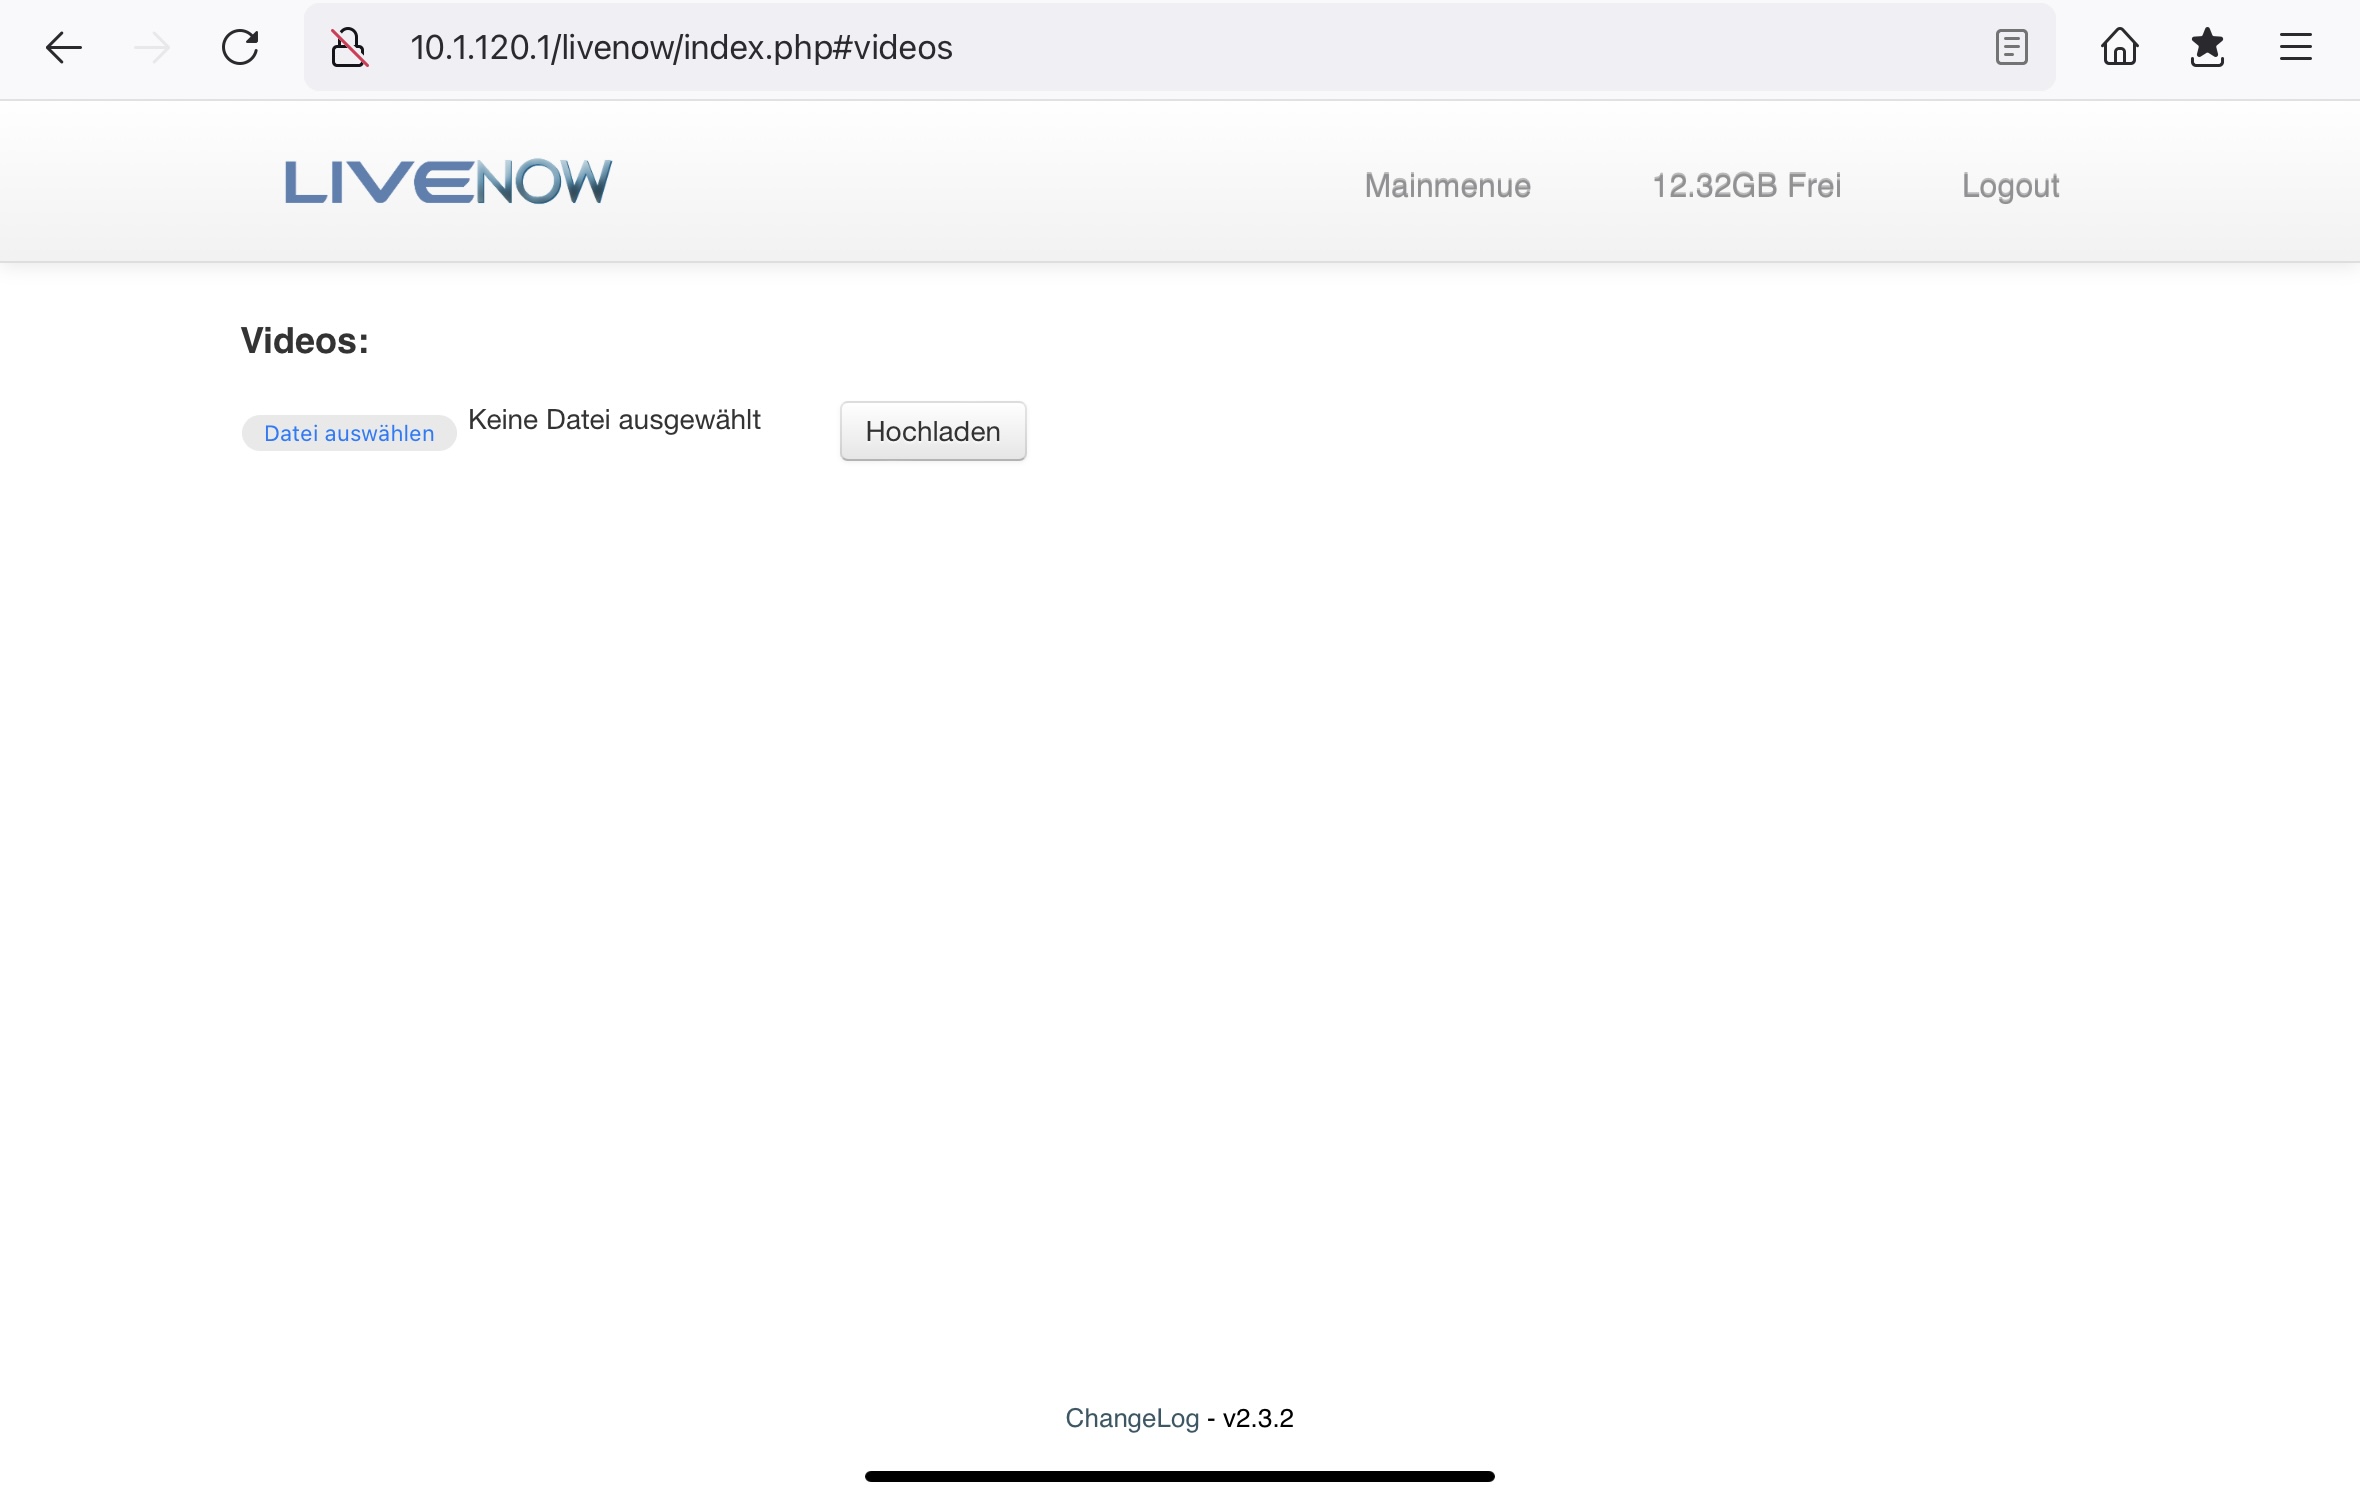 10.1.120.1/livenow/index.php#videos
LIVENOW
Mainmenue 12.32GB Frei Logout
Videos:
Datei auswählen Keine Datei ausgewählt Hochladen
ChangeLog - v2.3.2